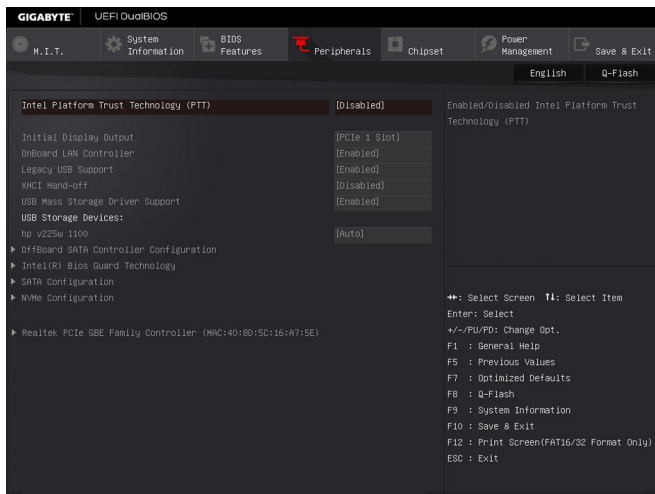 GIGABYTE™ UEFI DualBIOS
M.I.T.
System Information
BIOS Features
Peripherals
Chipset
Power Management
Save & Exit
English Q-Flash
Intel Platform Trust Technology (PTT) [Disabled]
Initial Display Output [PCIe 1 Slot]
OnBoard LAN Controller [Enabled]
Legacy USB Support [Enabled]
XHCI Hand-off [Disabled]
USB Mass Storage Driver Support [Enabled]
USB Storage Devices:
hp v225w 1100 [Auto]
OffBoard SATA Controller Configuration
Intel(R) Bios Guard Technology
SATA Configuration
NVMe Configuration
Realtek PCIe GBE Family Controller (MAC:40:8D:5C:16:A7:5E)
Enabled/Disabled Intel Platform Trust
Technology (PTT)
→←: Select Screen ↑↓: Select Item
Enter: Select
+/-/PU/PD: Change Opt.
F1 : General Help
F5 : Previous Values
F7 : Optimized Defaults
F8 : Q-Flash
F9 : System Information
F10 : Save & Exit
F12 : Print Screen(FAT16/32 Format Only)
ESC : Exit